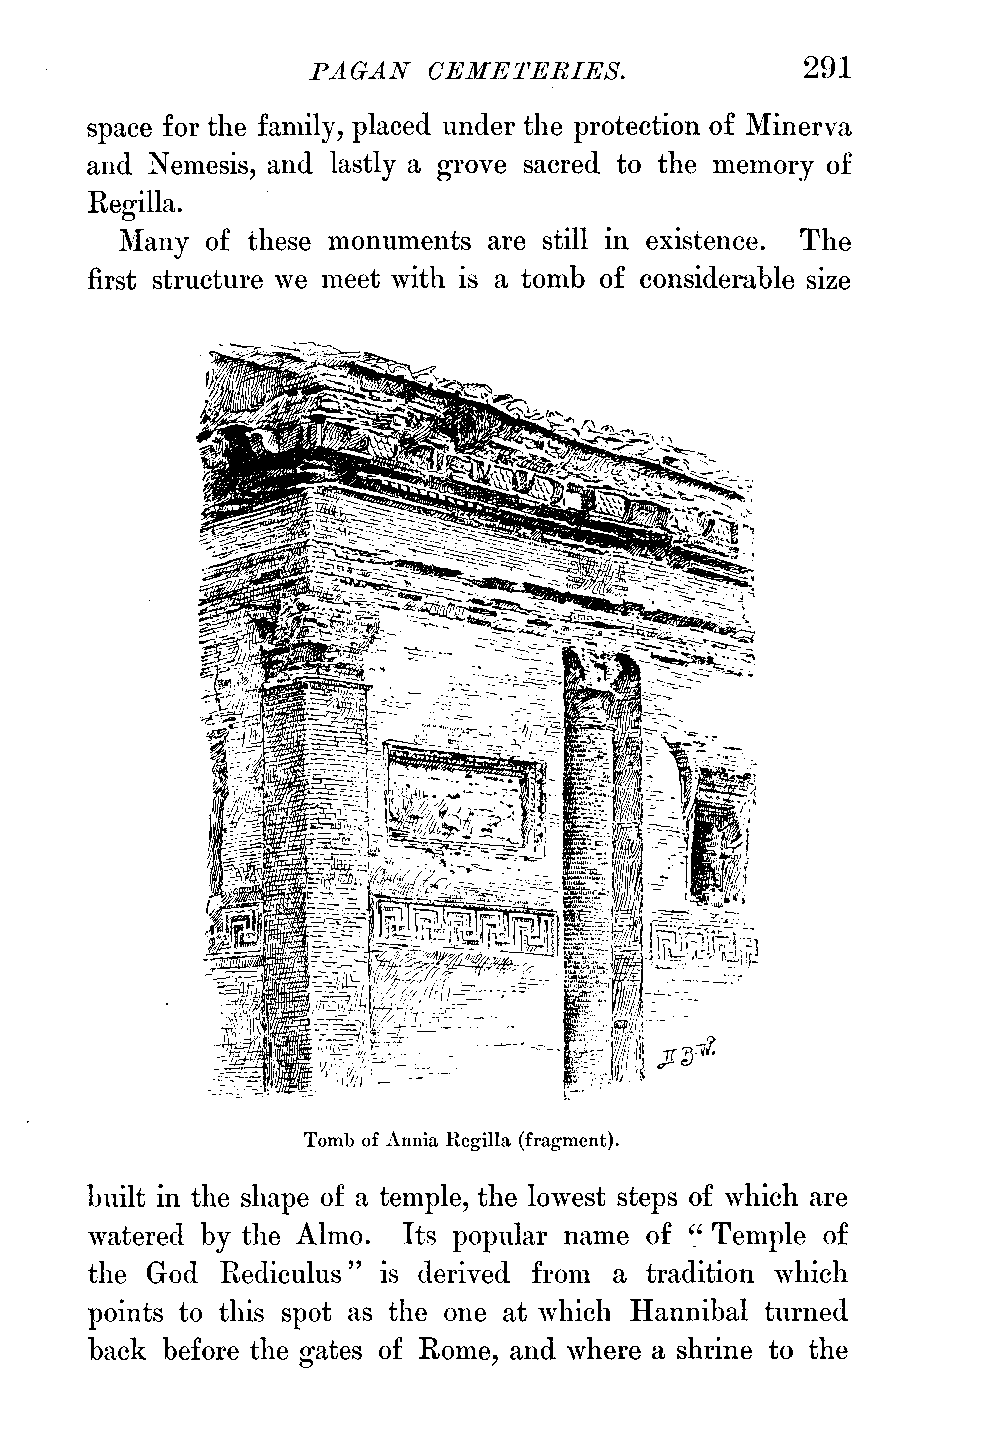 PAGAN CEMETERIES. 291
space for the family, placed under the protection of Minerva
and Nemesis, and lastly a grove sacred to the memory of
Regilla.
Many of these monuments are still in existence. The
first structure we meet with is a tomb of considerable size
Tomb of Annia Regilla (fragment).
built in the shape of a temple, the lowest steps of which are
watered by the Almo. Its popular name of “Temple of
the God Rediculus” is derived from a tradition which
points to this spot as the one at which Hannibal turned
back before the gates of Rome, and where a shrine to the